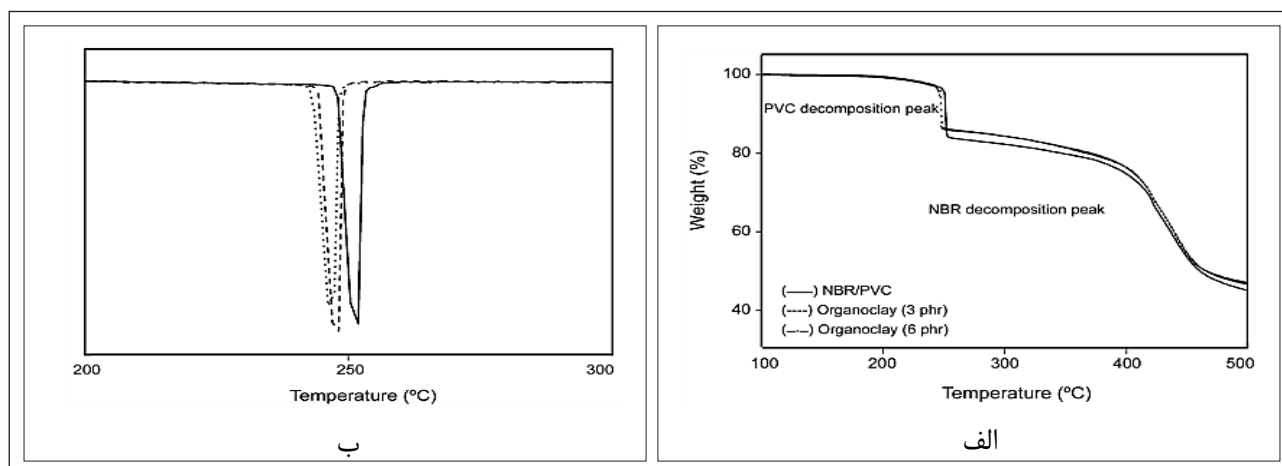 200
250
300
Temperature (ºC)
ب
100
80
60
40
Weight (%)
PVC decomposition peak
NBR decomposition peak
(——) NBR/PVC
(----) Organoclay (3 phr)
(—·—) Organoclay (6 phr)
100
200
300
400
500
Temperature (ºC)
الف